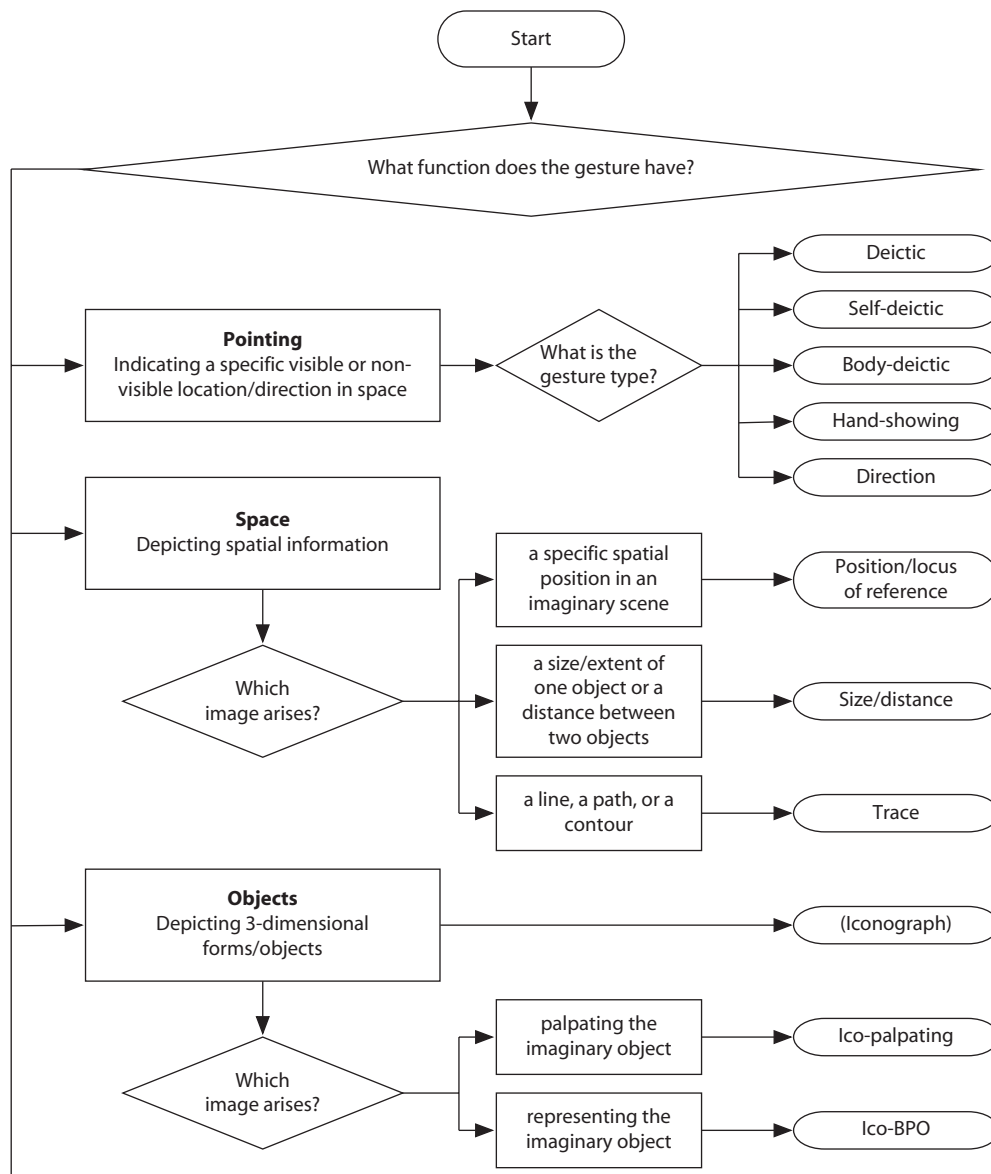 Start
What function does the gesture have?
Pointing
Indicating a specific visible or non-
visible location/direction in space
What is the
gesture type?
Deictic
Self-deictic
Body-deictic
Hand-showing
Direction
Space
Depicting spatial information
Which
image arises?
a specific spatial
position in an
imaginary scene
Position/locus
of reference
a size/extent of
one object or a
distance between
two objects
Size/distance
a line, a path, or a
contour
Trace
Objects
Depicting 3-dimensional
forms/objects
(Iconograph)
Which
image arises?
palpating the
imaginary object
Ico-palpating
representing the
imaginary object
Ico-BPO